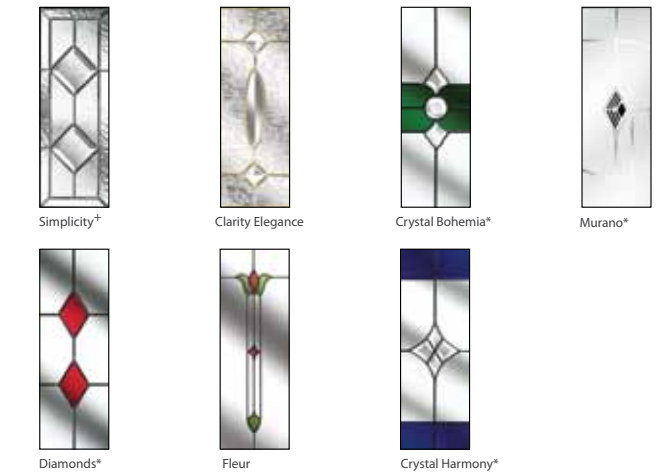 Simplicity+
Clarity Elegance
Crystal Bohemia*
Murano*
Diamonds*
Fleur
Crystal Harmony*